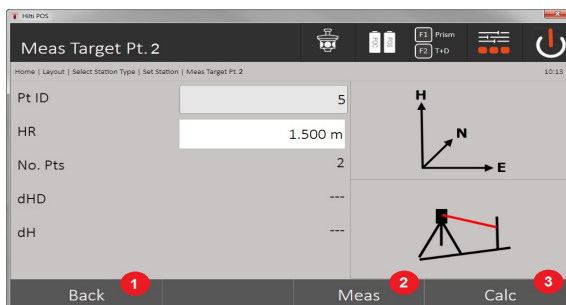 Hilti POS
Meas Target Pt. 2
POC
POS
F1 Prism
F2 T+D
Home | Layout | Select Station Type | Set Station | Meas Target Pt. 2
10:13
Pt ID
5
HR
1.500 m
No. Pts
2
dHD
---
dH
---
H
N
E
1
2
3
Back
Meas
Calc